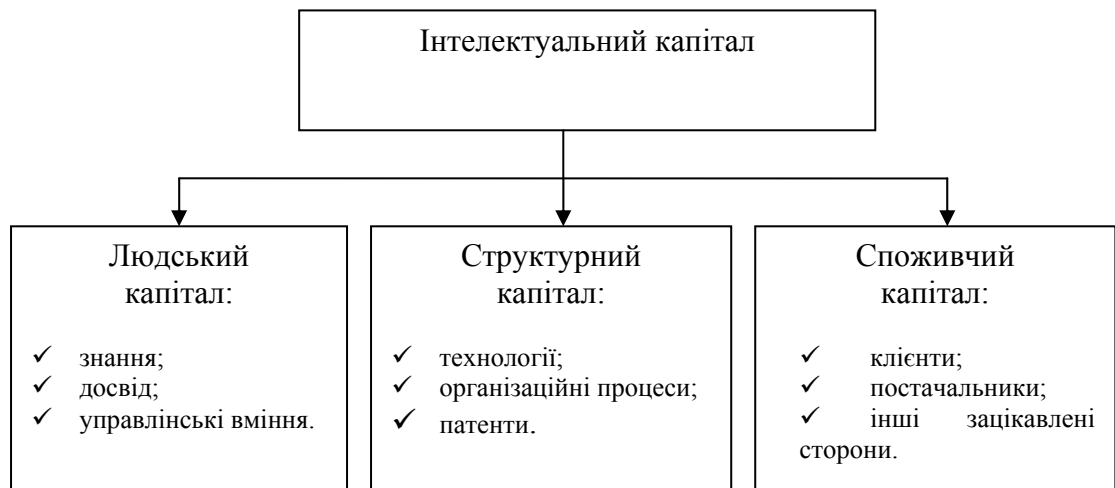 Інтелектуальний капітал
Людський
капітал:
✓ знання;
✓ досвід;
✓ управлінські вміння.
Структурний
капітал:
✓ технології;
✓ організаційні процеси;
✓ патенти.
Споживчий
капітал:
✓ клієнти;
✓ постачальники;
✓ інші зацікавлені
сторони.